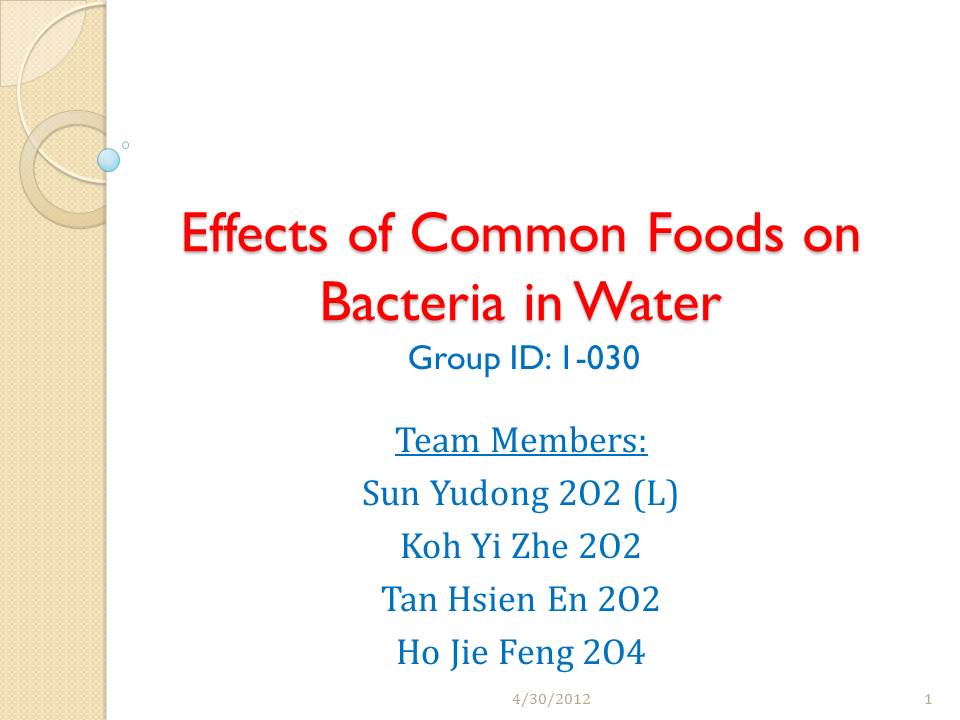 Effects of Common Foods on
Bacteria in Water
Group ID: 1-030
Team Members:
Sun Yudong 2O2 (L)
Koh Yi Zhe 2O2
Tan Hsien En 2O2
Ho Jie Feng 2O4
4/30/2012 1